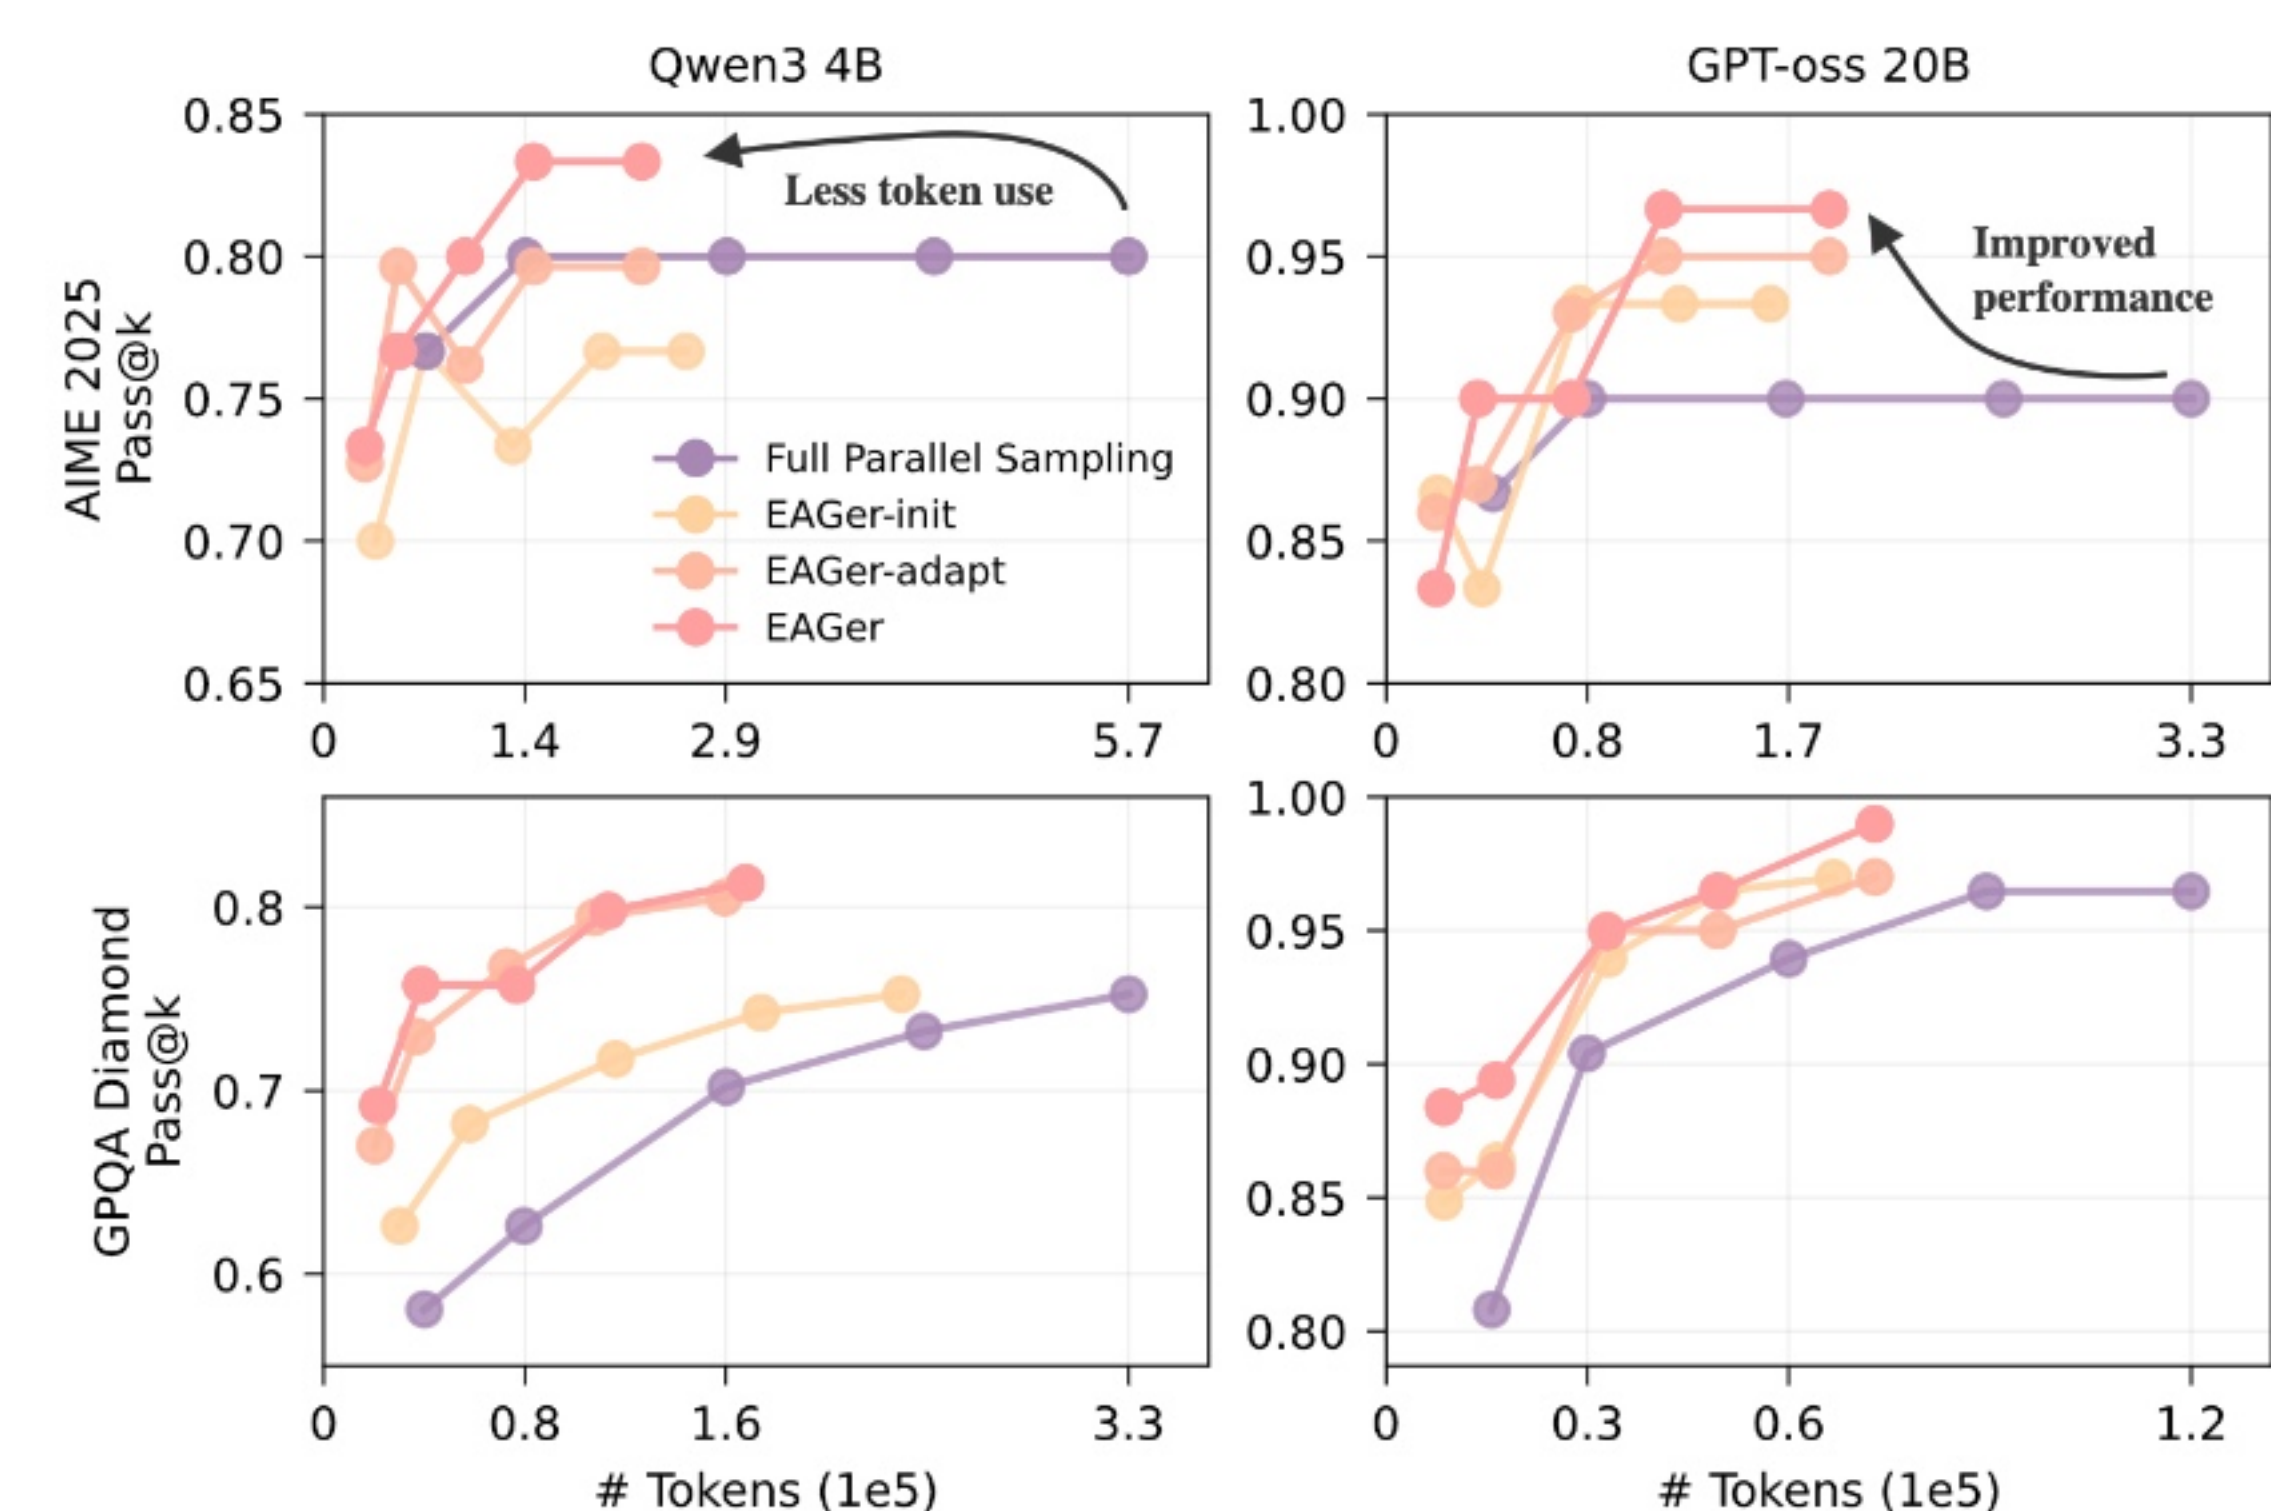 Qwen3 4B
GPT-oss 20B
AIME 2025
Pass@k
0.85
0.80
0.75
0.70
0.65
0
1.4
2.9
5.7
Less token use
Full Parallel Sampling
EAGer-init
EAGer-adapt
EAGer
1.00
0.95
0.90
0.85
0.80
0
0.8
1.7
3.3
Improved
performance
GPQA Diamond
Pass@k
0.8
0.7
0.6
0
0.8
1.6
3.3
# Tokens (1e5)
1.00
0.95
0.90
0.85
0.80
0
0.3
0.6
1.2
# Tokens (1e5)